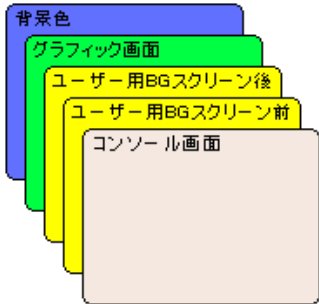 背景色
グラフィック画面
ユーザー用BGスクリーン後
ユーザー用BGスクリーン前
コンソール画面